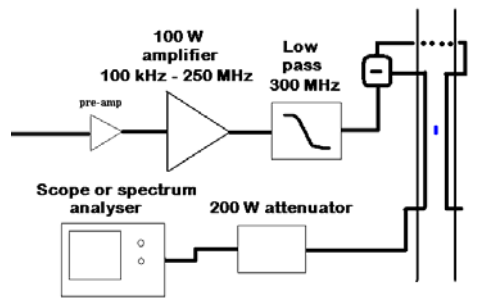 100 W
amplifier
100 kHz - 250 MHz
Low
pass
300 MHz
pre-amp
Scope or spectrum
analyser
200 W attenuator